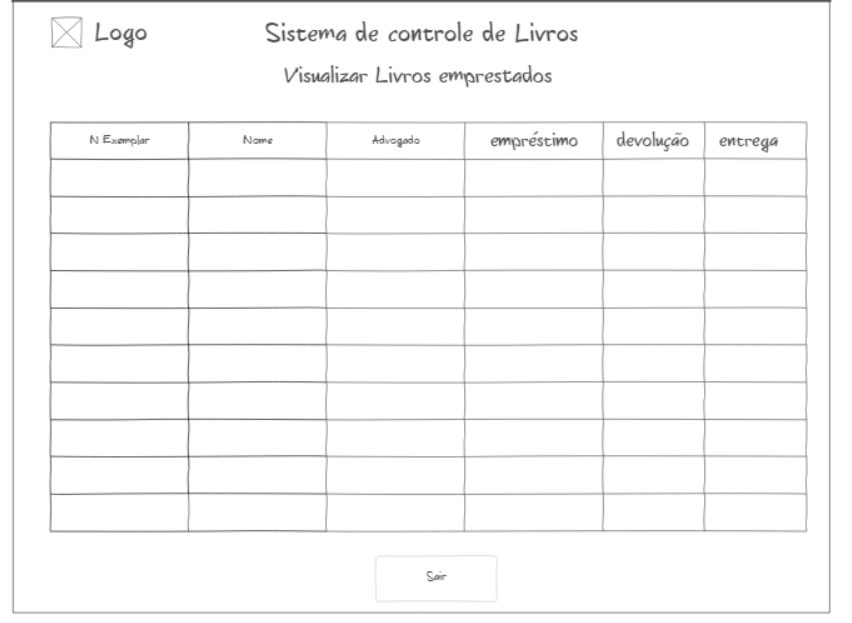 Logo Sistema de controle de Livros
Visualizar Livros emprestados
N Exemplar Nome Advogado empréstimo devolução entrega
Sair